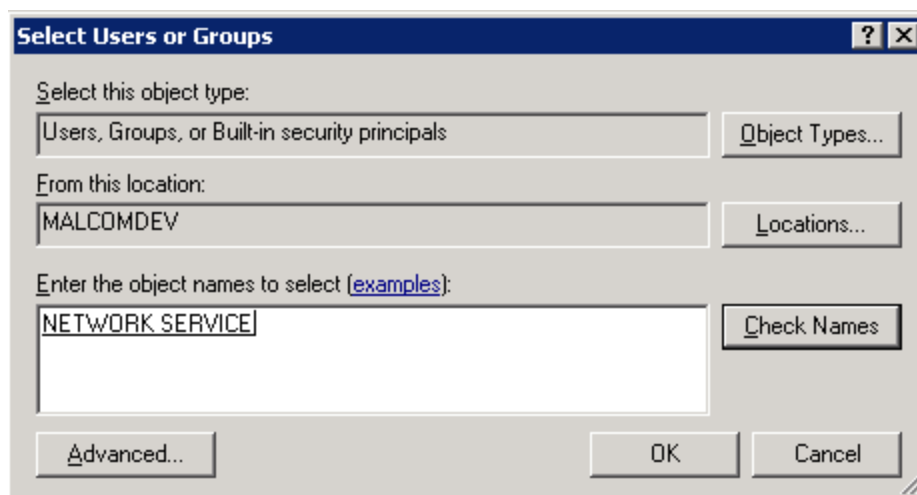 Select Users or Groups
Select this object type:
Users, Groups, or Built-in security principals
Object Types...
From this location:
MALCOMDEV
Locations...
Enter the object names to select (examples):
NETWORK SERVICE
Check Names
Advanced...
OK
Cancel